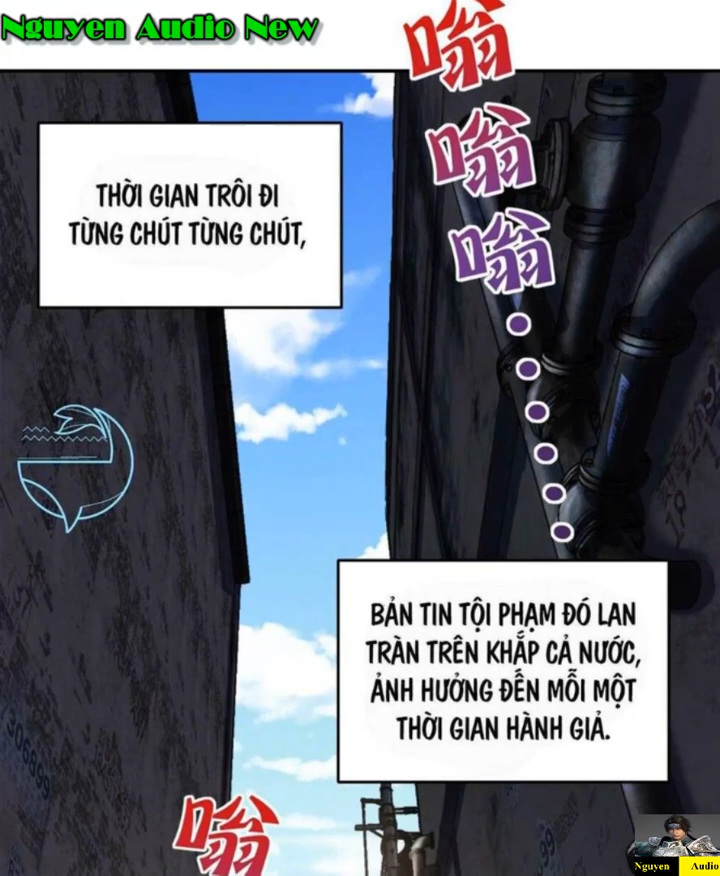 Nguyen Audio New
嗡
嗡
嗡
THỜI GIAN TRÔI ĐI
TỪNG CHÚT TỪNG CHÚT,
BẢN TIN TỘI PHẠM ĐÓ LAN
TRÀN TRÊN KHẮP CẢ NƯỚC,
ẢNH HƯỞNG ĐẾN MỖI MỘT
THỜI GIAN HÀNH GIẢ.
306899
嗡
Nguyen Audio